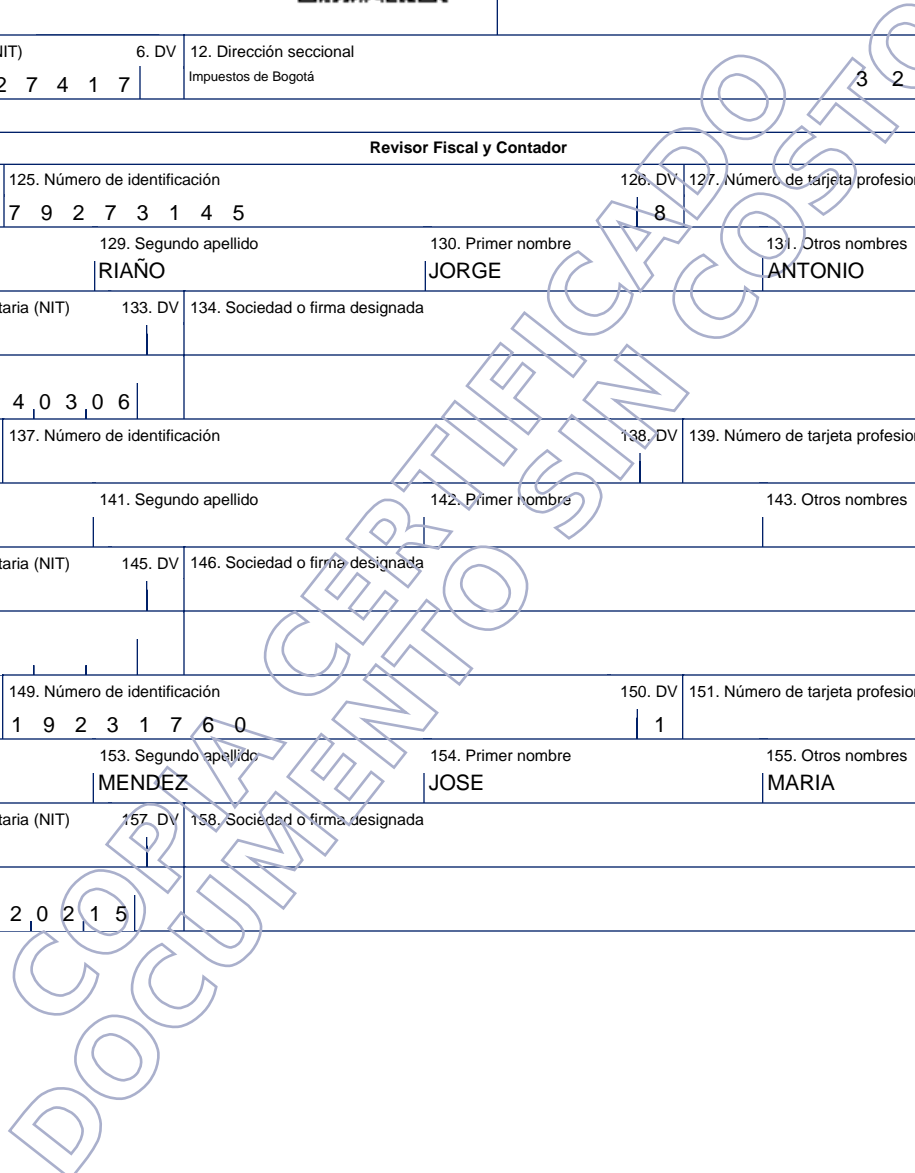 IT) 6. DV 12. Dirección seccional
2 7 4 1 7 Impuestos de Bogotá 3 2
Revisor Fiscal y Contador
125. Número de identificación 126. DV 127. Número de tarjeta profesion
7 9 2 7 3 1 4 5 8
129. Segundo apellido 130. Primer nombre 131. Otros nombres
RIAÑO JORGE ANTONIO
taria (NIT) 133. DV 134. Sociedad o firma designada
4 0 3 0 6
137. Número de identificación 138. DV 139. Número de tarjeta profesion
141. Segundo apellido 142. Primer nombre 143. Otros nombres
taria (NIT) 145. DV 146. Sociedad o firma designada
149. Número de identificación 150. DV 151. Número de tarjeta profesion
1 9 2 3 1 7 6 0 1
153. Segundo apellido 154. Primer nombre 155. Otros nombres
MENDEZ JOSE MARIA
taria (NIT) 157. DV 158. Sociedad o firma designada
2 0 2 1 5
COPIA CERTIFICADO
DOCUMENTO SIN COSTO